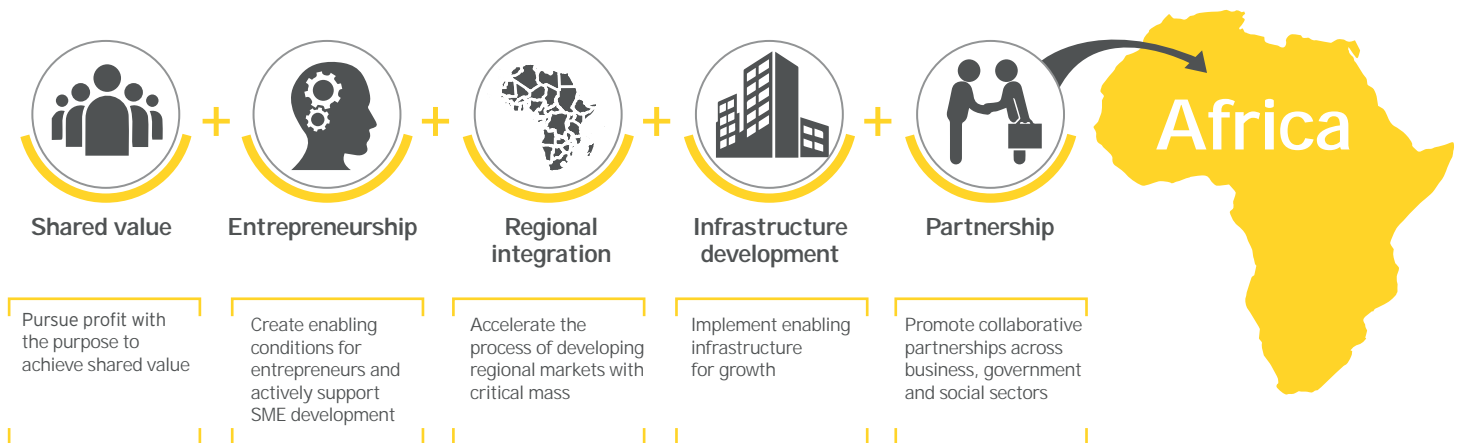 Africa
Shared value
Entrepreneurship
Regional
integration
Infrastructure
development
Partnership
Pursue profit with
the purpose to
achieve shared value
Create enabling
conditions for
entrepreneurs and
actively support
SME development
Accelerate the
process of developing
regional markets with
critical mass
Implement enabling
infrastructure
for growth
Promote collaborative
partnerships across
business, government
and social sectors